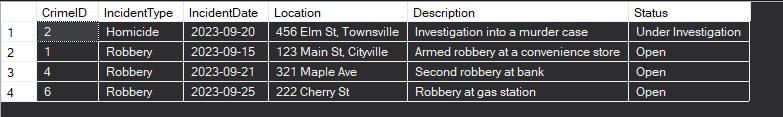 CrimeID IncidentType IncidentDate Location Description Status
1 2 Homicide 2023-09-20 456 Elm St, Townsville Investigation into a murder case Under Investigation
2 1 Robbery 2023-09-15 123 Main St, Cityville Armed robbery at a convenience store Open
3 4 Robbery 2023-09-21 321 Maple Ave Second robbery at bank Open
4 6 Robbery 2023-09-25 222 Cherry St Robbery at gas station Open